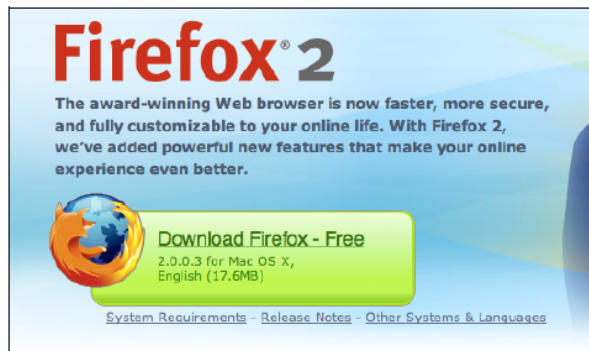 Firefox® 2
The award-winning Web browser is now faster, more secure,
and fully customizable to your online life. With Firefox 2,
we've added powerful new features that make your online
experience even better.
Download Firefox - Free
2.0.0.3 for Mac OS X,
English (17.6MB)
System Requirements - Release Notes - Other Systems & Languages